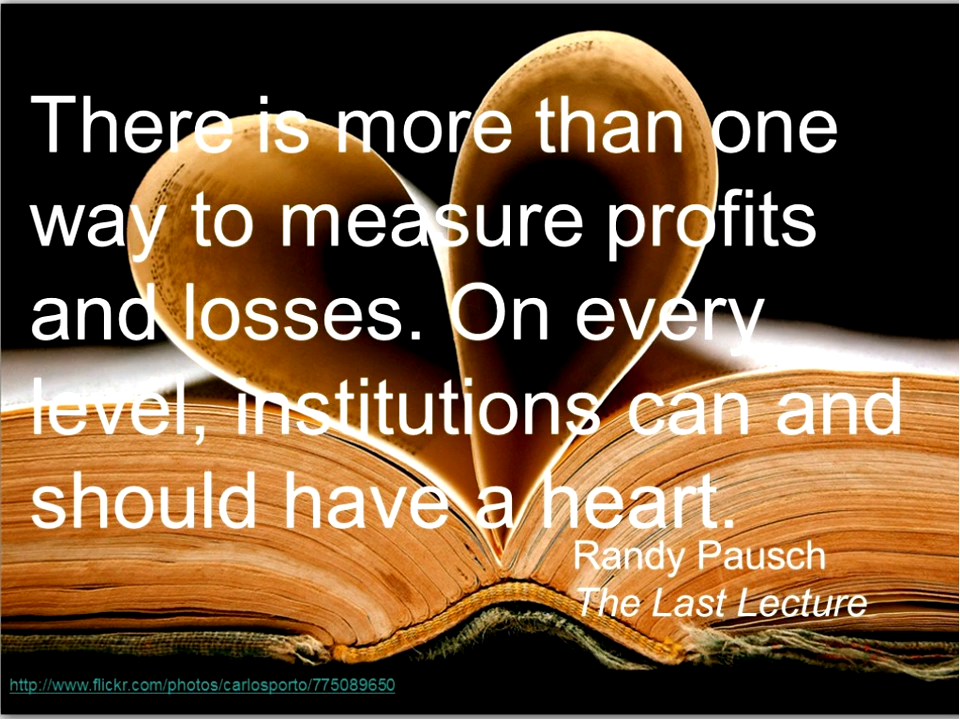 There is more than one
way to measure profits
and losses. On every
level, institutions can and
should have a heart.
Randy Pausch
The Last Lecture
http://www.flickr.com/photos/carlosporto/775089650